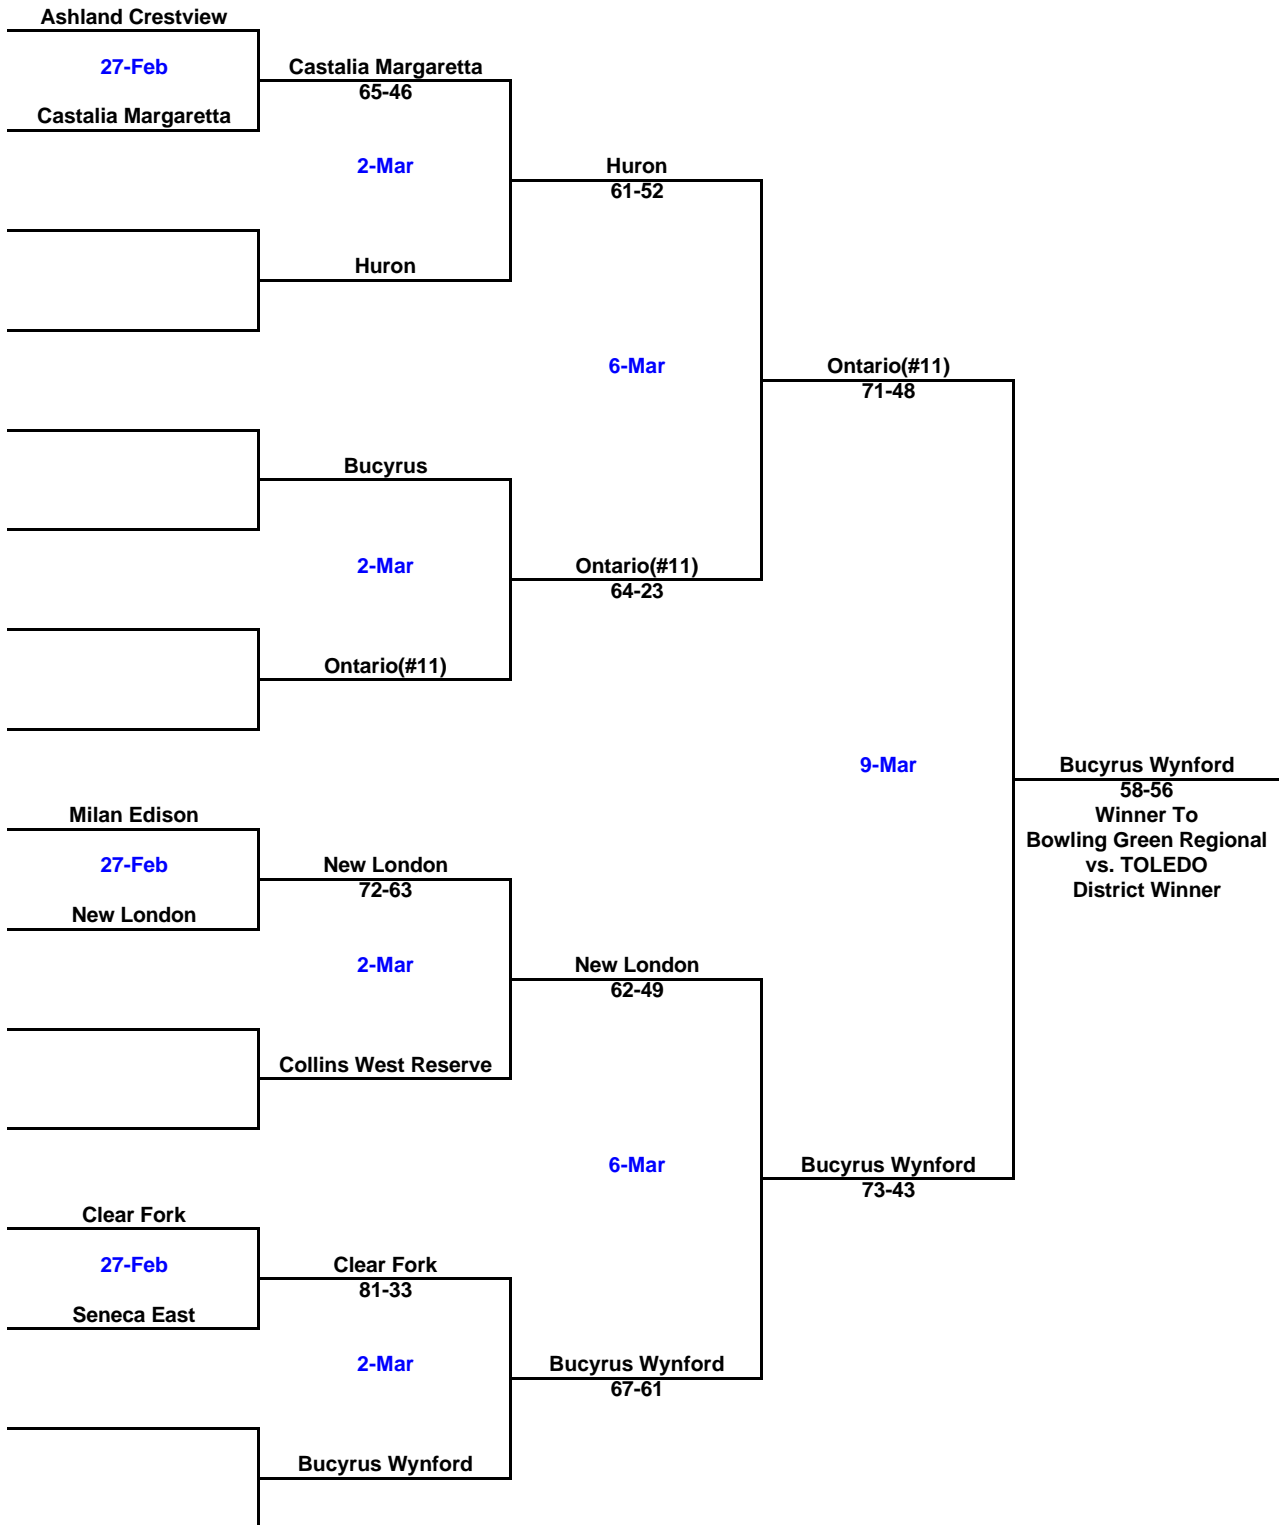 Ashland Crestview
27-Feb
Castalia Margaretta
65-46
Castalia Margaretta
2-Mar
Huron
61-52
Huron
6-Mar
Ontario(#11)
71-48
Bucyrus
2-Mar
Ontario(#11)
64-23
Ontario(#11)
9-Mar
Bucyrus Wynford
58-56
Winner To
Bowling Green Regional
vs. TOLEDO
District Winner
Milan Edison
27-Feb
New London
72-63
New London
2-Mar
New London
62-49
Collins West Reserve
6-Mar
Bucyrus Wynford
73-43
Clear Fork
27-Feb
Clear Fork
81-33
Seneca East
2-Mar
Bucyrus Wynford
67-61
Bucyrus Wynford